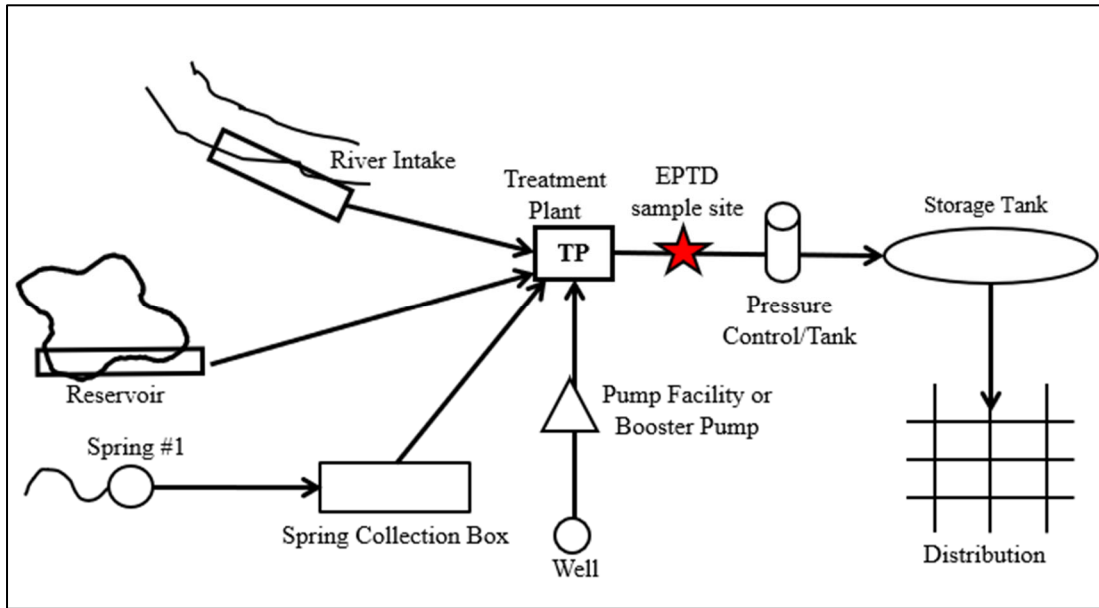 River Intake
Treatment
Plant
TP
EPTD
sample site
Storage Tank
Pressure
Control/Tank
Reservoir
Pump Facility or
Booster Pump
Spring #1
Spring Collection Box
Well
Distribution